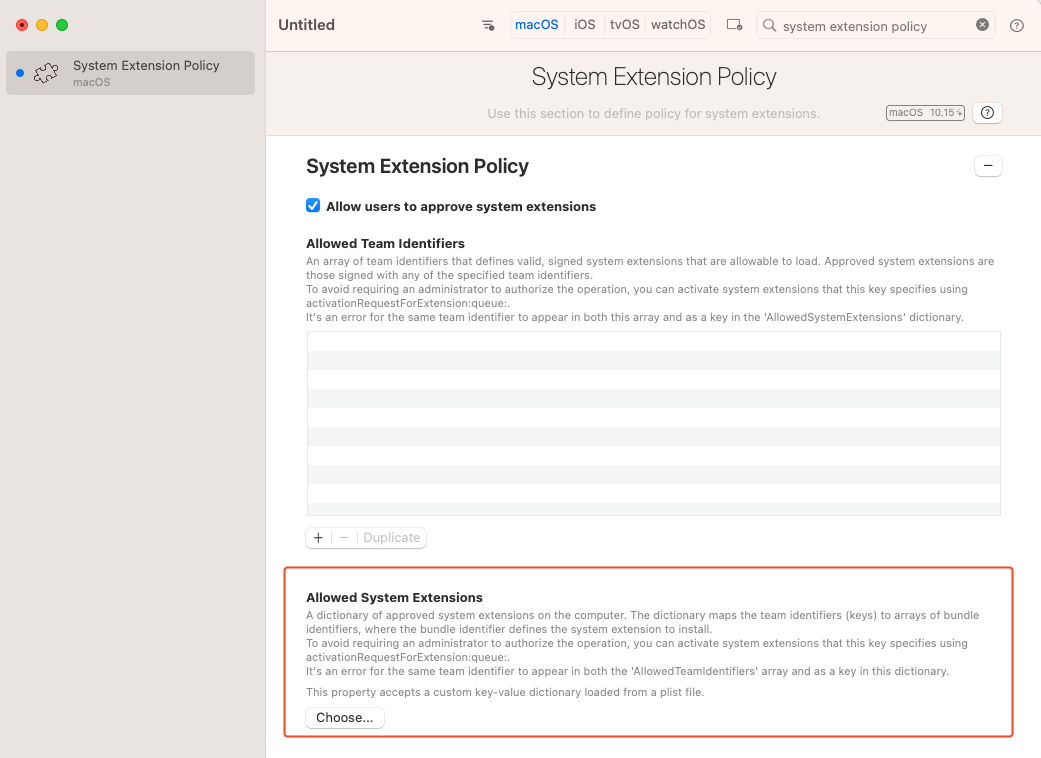 Untitled
macOS
iOS
tvOS
watchOS
system extension policy
System Extension Policy
macOS
System Extension Policy
Use this section to define policy for system extensions.
macOS 10.15+
System Extension Policy
Allow users to approve system extensions
Allowed Team Identifiers
An array of team identifiers that defines valid, signed system extensions that are allowable to load. Approved system extensions are
those signed with any of the specified team identifiers.
To avoid requiring an administrator to authorize the operation, you can activate system extensions that this key specifies using
activationRequestForExtension:queue:.
It's an error for the same team identifier to appear in both this array and as a key in the 'AllowedSystemExtensions' dictionary.
Duplicate
Allowed System Extensions
A dictionary of approved system extensions on the computer. The dictionary maps the team identifiers (keys) to arrays of bundle
identifiers, where the bundle identifier defines the system extension to install.
To avoid requiring an administrator to authorize the operation, you can activate system extensions that this key specifies using
activationRequestForExtension:queue:.
It's an error for the same team identifier to appear in both the 'AllowedTeamIdentifiers' array and as a key in this dictionary.
This property accepts a custom key-value dictionary loaded from a plist file.
Choose...